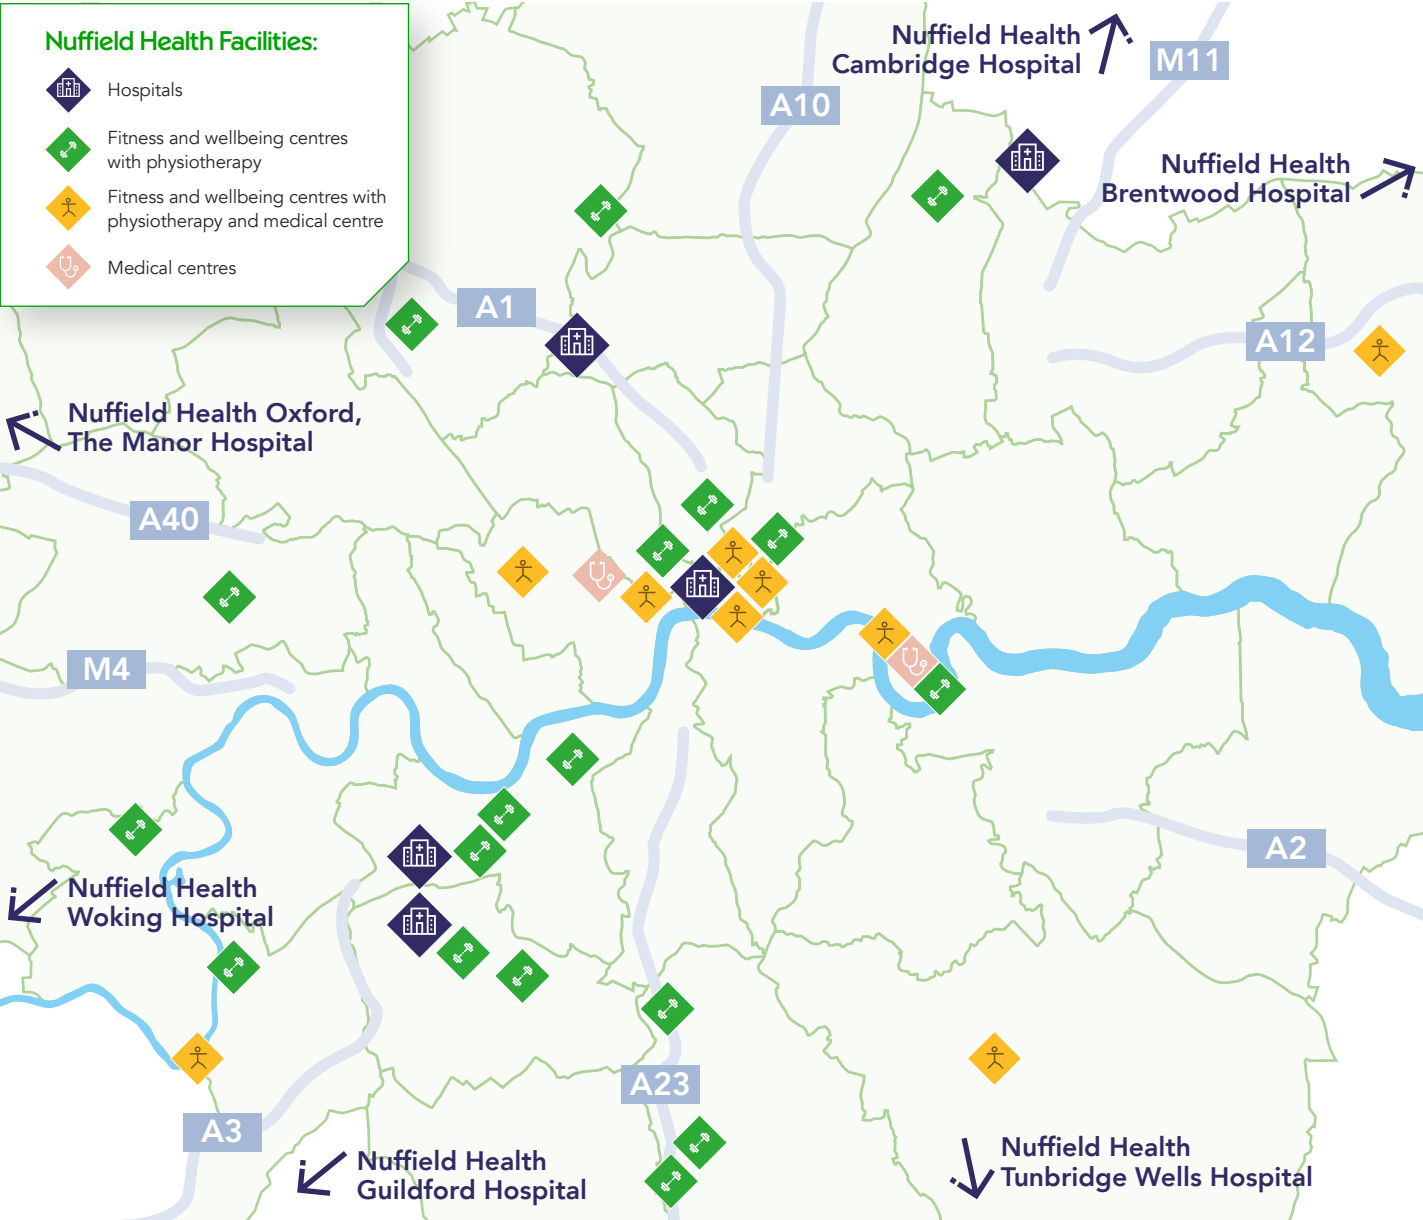 Nuffield Health Facilities:
Hospitals
Fitness and wellbeing centres
with physiotherapy
Fitness and wellbeing centres with
physiotherapy and medical centre
Medical centres
Nuffield Health
Cambridge Hospital
M11
A10
Nuffield Health
Brentwood Hospital
A1
A12
Nuffield Health Oxford,
The Manor Hospital
A40
M4
A2
Nuffield Health
Woking Hospital
A23
A3
Nuffield Health
Guildford Hospital
Nuffield Health
Tunbridge Wells Hospital